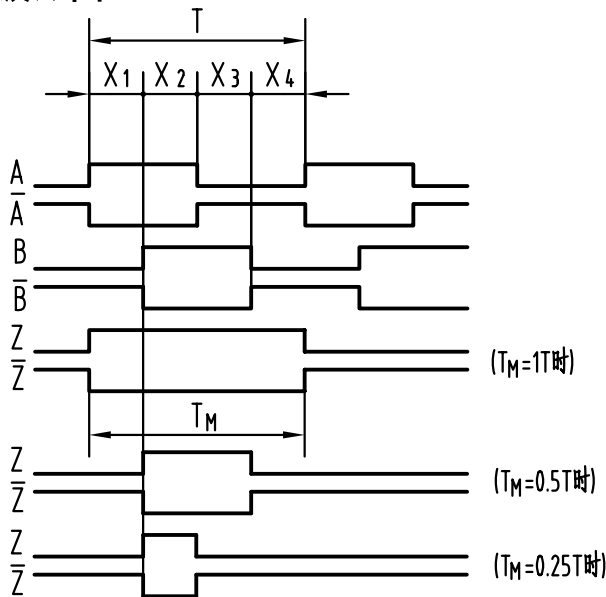 T
X1 X2 X3 X4
A
A̅
B
B̅
Z
Z̅
(TM=1T时)
TM
Z
Z̅
(TM=0.5T时)
Z
Z̅
(TM=0.25T时)